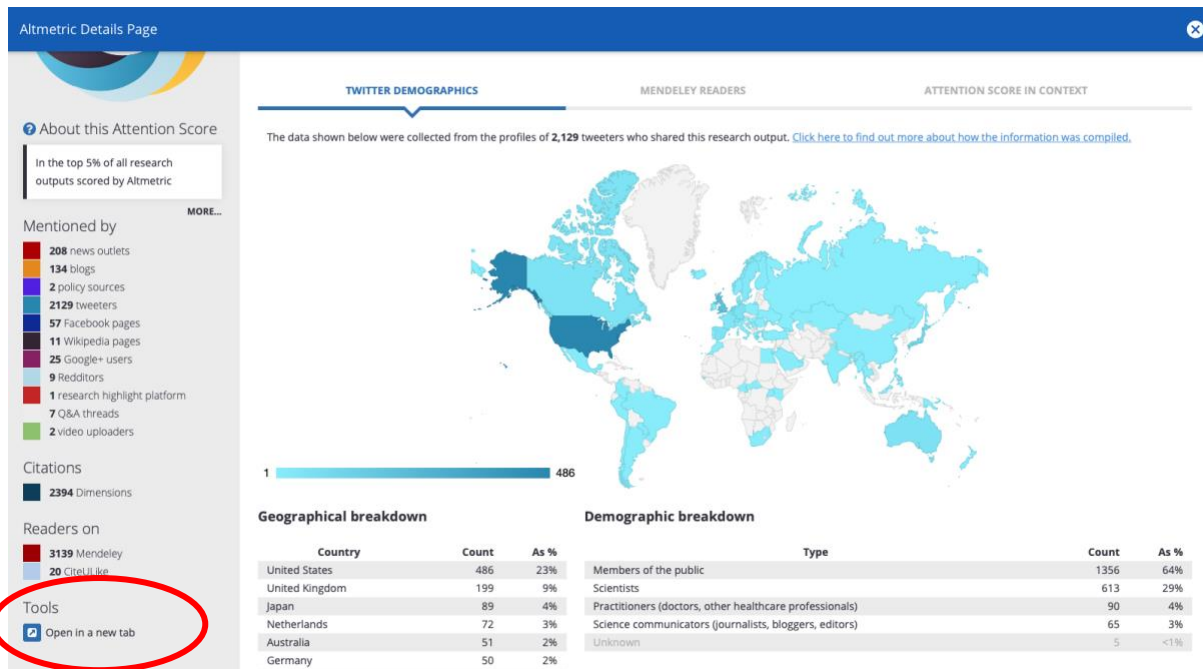 Altmetric Details Page
About this Attention Score
In the top 5% of all research
outputs scored by Altmetric
MORE...
Mentioned by
208 news outlets
134 blogs
2 policy sources
2129 tweeters
57 Facebook pages
11 Wikipedia pages
25 Google+ users
9 Redditors
1 research highlight platform
7 Q&A threads
2 video uploaders
Citations
2394 Dimensions
Readers on
3139 Mendeley
20 CiteULike
Tools
Open in a new tab
TWITTER DEMOGRAPHICS MENDELEY READERS ATTENTION SCORE IN CONTEXT
The data shown below were collected from the profiles of 2,129 tweeters who shared this research output. Click here to find out more about how the information was compiled.
1 486
Geographical breakdown
Country Count As %
United States 486 23%
United Kingdom 199 9%
Japan 89 4%
Netherlands 72 3%
Australia 51 2%
Germany 50 2%
Demographic breakdown
Type Count As %
Members of the public 1356 64%
Scientists 613 29%
Practitioners (doctors, other healthcare professionals) 90 4%
Science communicators (journalists, bloggers, editors) 65 3%
Unknown 5 <1%